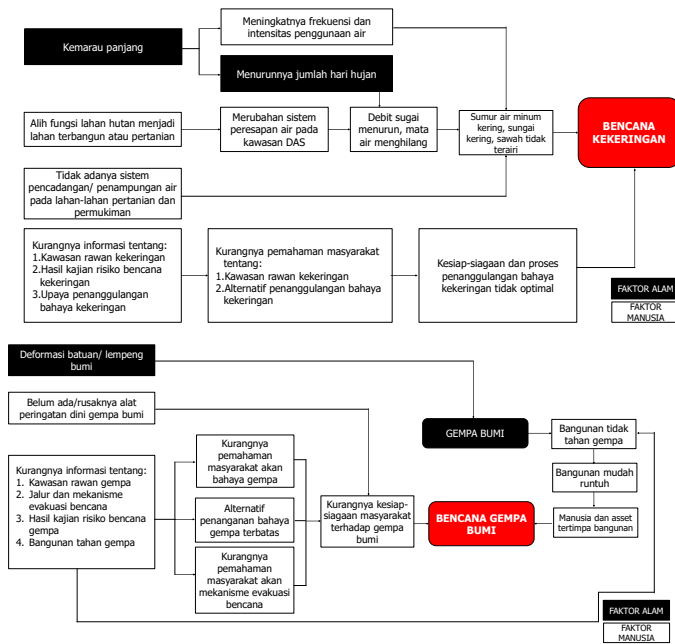 Meningkatnya frekuensi dan
intensitas penggunaan air
Kemarau panjang
Menurunnya jumlah hari hujan
Alih fungsi lahan hutan menjadi
lahan terbangun atau pertanian
Merubahan sistem
peresapan air pada
kawasan DAS
Debit sugai
menurun, mata
air menghilang
Sumur air minum
kering, sungai
kering, sawah tidak
terairi
BENCANA
KEKERINGAN
Tidak adanya sistem
pencadangan/ penampungan air
pada lahan-lahan pertanian dan
permukiman
Kurangnya informasi tentang:
1.Kawasan rawan kekeringan
2.Hasil kajian risiko bencana
kekeringan
3.Upaya penanggulangan
bahaya kekeringan
Kurangnya pemahaman masyarakat
tentang:
1.Kawasan rawan kekeringan
2.Alternatif penanggulangan bahaya
kekeringan
Kesiap-siagaan dan proses
penanggulangan bahaya
kekeringan tidak optimal
FAKTOR ALAM
FAKTOR
MANUSIA
Deformasi batuan/ lempeng
bumi
Belum ada/rusaknya alat
peringatan dini gempa bumi
GEMPA BUMI
Bangunan tidak
tahan gempa
Bangunan mudah
runtuh
Manusia dan asset
tertimpa bangunan
Kurangnya informasi tentang:
1. Kawasan rawan gempa
2. Jalur dan mekanisme
evakuasi bencana
3. Hasil kajian risiko bencana
gempa
4. Bangunan tahan gempa
Kurangnya
pemahaman
masyarakat akan
bahaya gempa
Alternatif
penanganan bahaya
gempa terbatas
Kurangnya
pemahaman
masyarakat akan
mekanisme evakuasi
bencana
Kurangnya kesiap-
siagaan masyarakat
terhadap gempa
bumi
BENCANA GEMPA
BUMI
FAKTOR ALAM
FAKTOR
MANUSIA